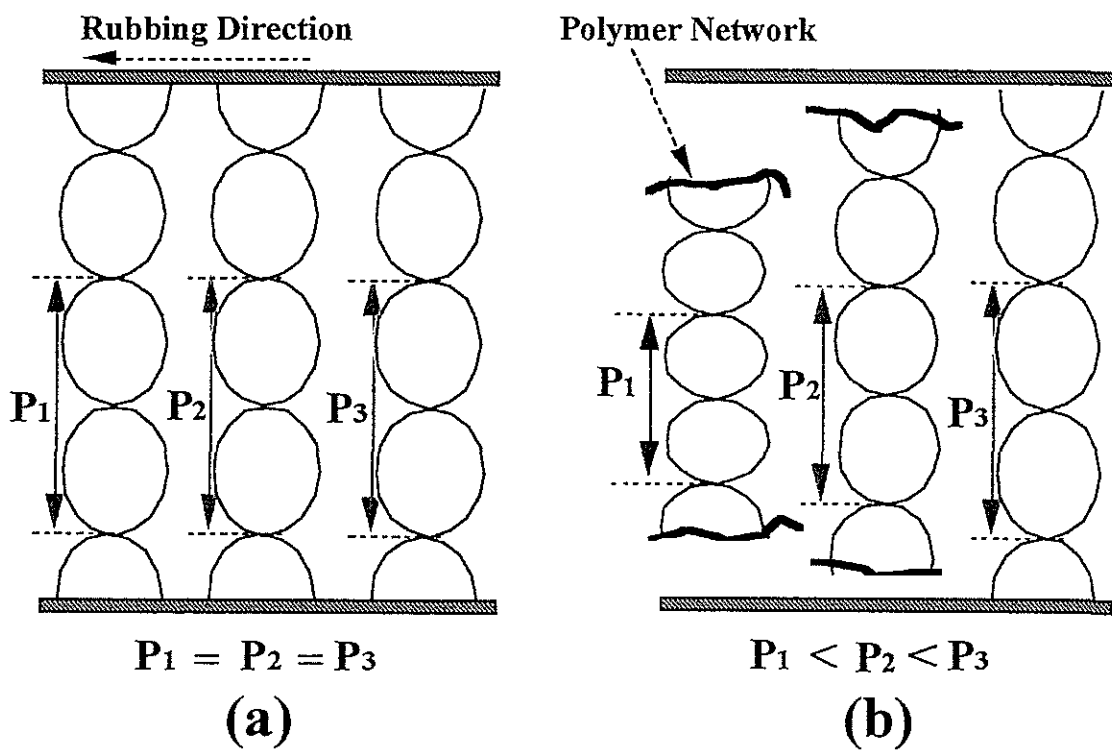 Rubbing Direction
P1
P2
P3
P1 = P2 = P3
(a)
Polymer Network
P1
P2
P3
P1 < P2 < P3
(b)